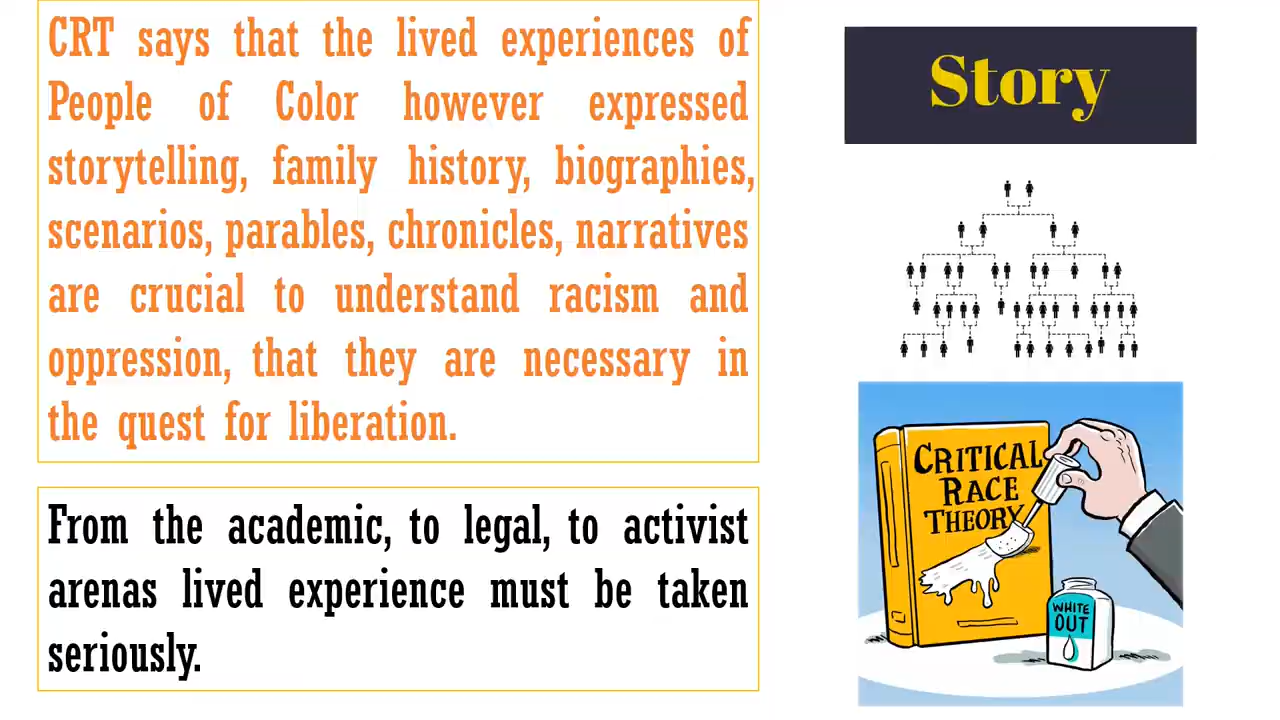 CRT says that the lived experiences of
People of Color however expressed
storytelling, family history, biographies,
scenarios, parables, chronicles, narratives
are crucial to understand racism and
oppression, that they are necessary in
the quest for liberation.
From the academic, to legal, to activist
arenas lived experience must be taken
seriously.
Story
CRITICAL
RACE
THEORY
WHITE
OUT